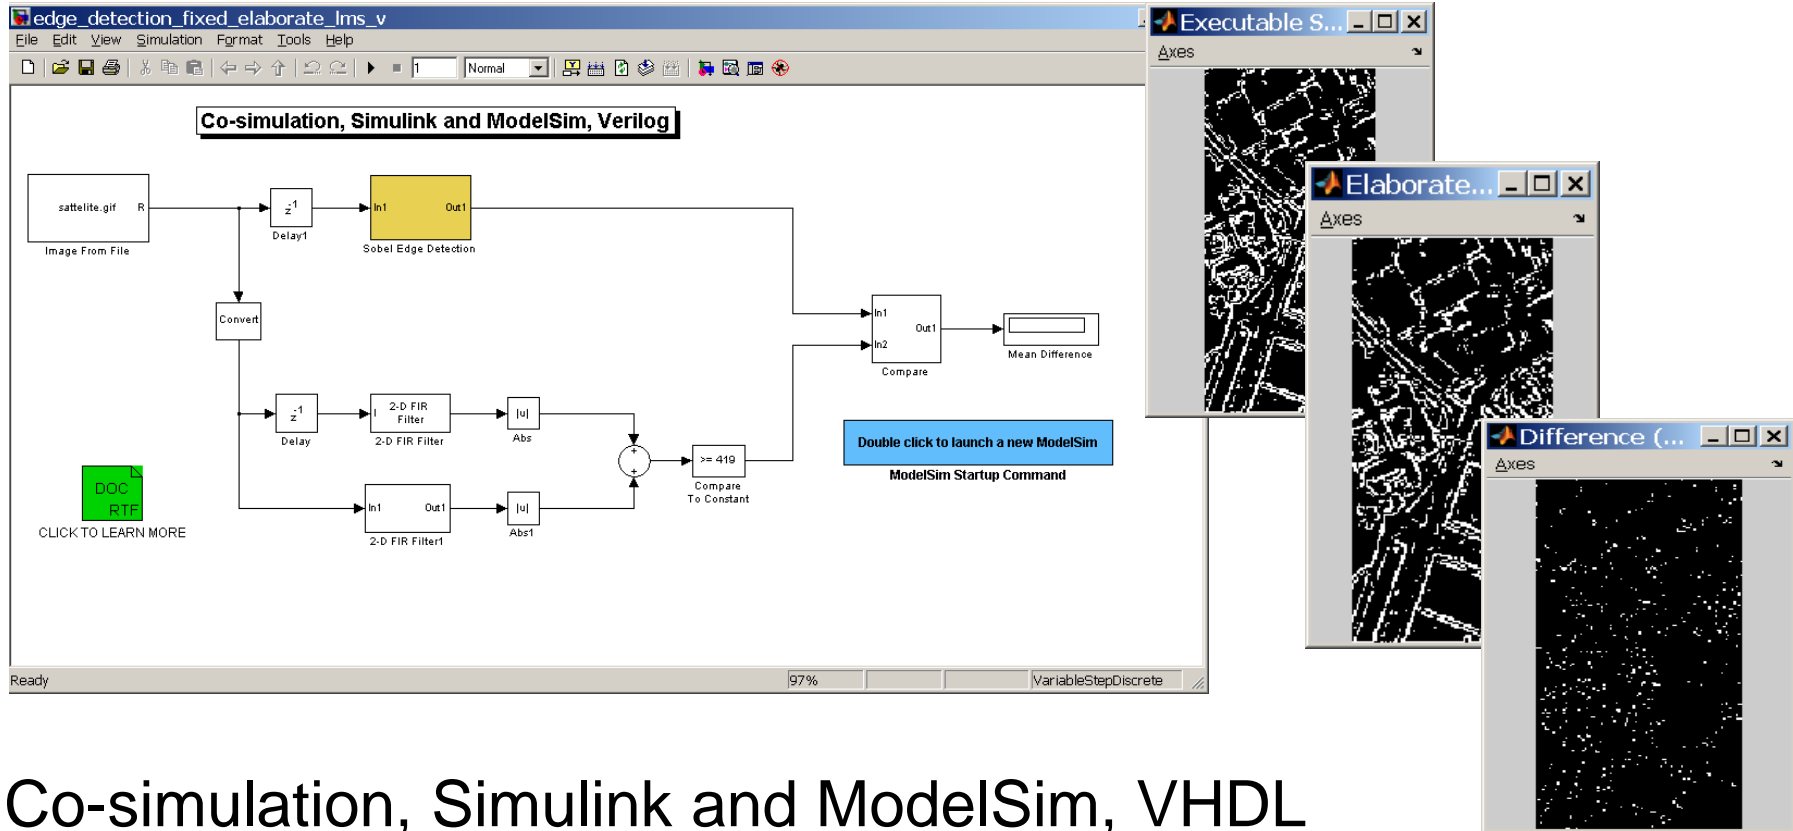 edge_detection_fixed_elaborate_lms_v
File Edit View Simulation Format Tools Help
1 Normal
Co-simulation, Simulink and ModelSim, Verilog
sattelite.gif R
Image From File
z-1
Delay1
In1 Out1
Sobel Edge Detection
Convert
z-1
Delay
I 2-D FIR
Filter
2-D FIR Filter
|u|
Abs
In1 Out1
2-D FIR Filter1
|u|
Abs1
+
+
>= 419
Compare
To Constant
In1
Out1
In2
Compare
Mean Difference
Double click to launch a new ModelSim
ModelSim Startup Command
DOC
RTF
CLICK TO LEARN MORE
Ready 97% VariableStepDiscrete
Executable S...
Axes
Elaborate...
Axes
Difference (...
Axes
Co-simulation, Simulink and ModelSim, VHDL